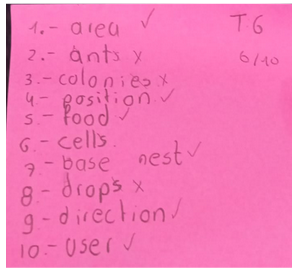 1.- area ✓ T.6
2.- ants x 6/10
3.- colonies x
4.- position ✓
5.- food ✓
6.- cells.
7.- base nest ✓
8.- drops x
9.- direction ✓
10.- user ✓